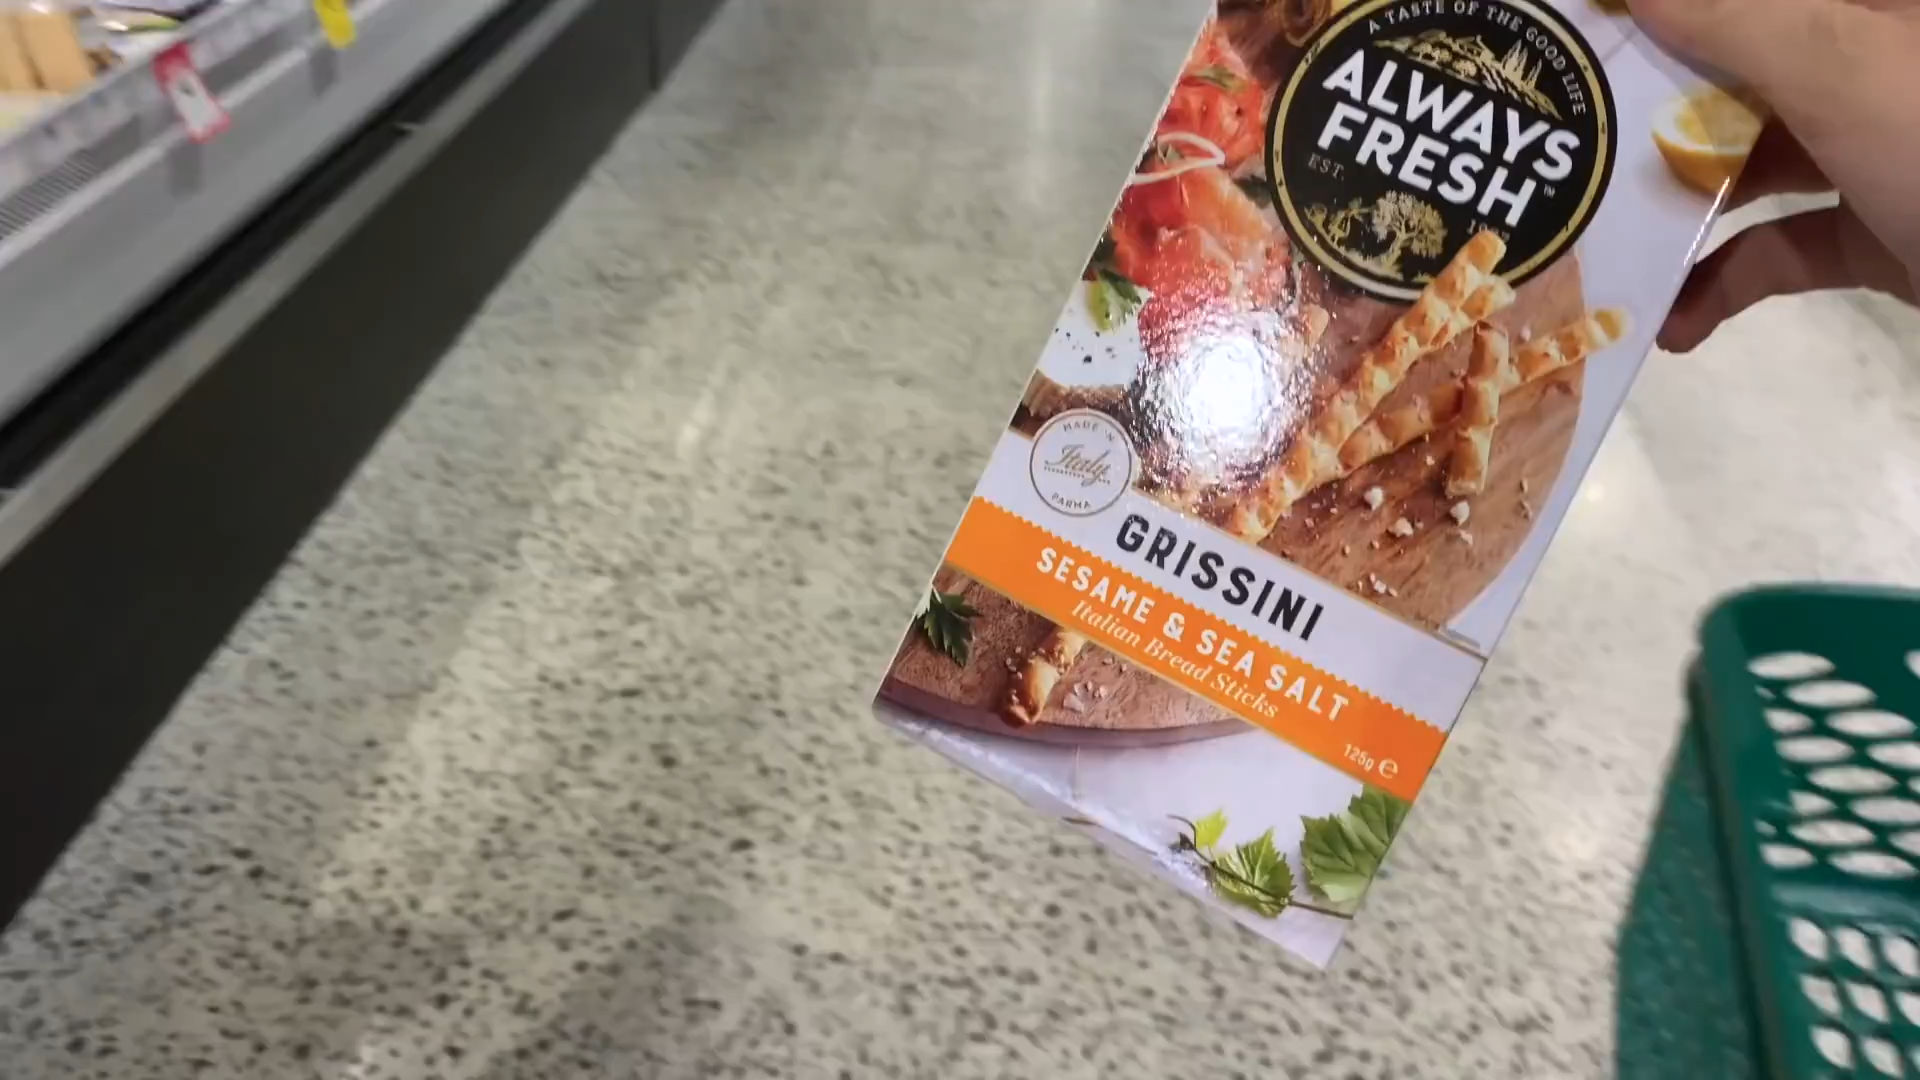 A TASTE OF THE GOOD LIFE
ALWAYS
FRESH™
EST.
MADE IN
Italy
PARMA
GRISSINI
SESAME & SEA SALT
Italian Bread Sticks
125g e